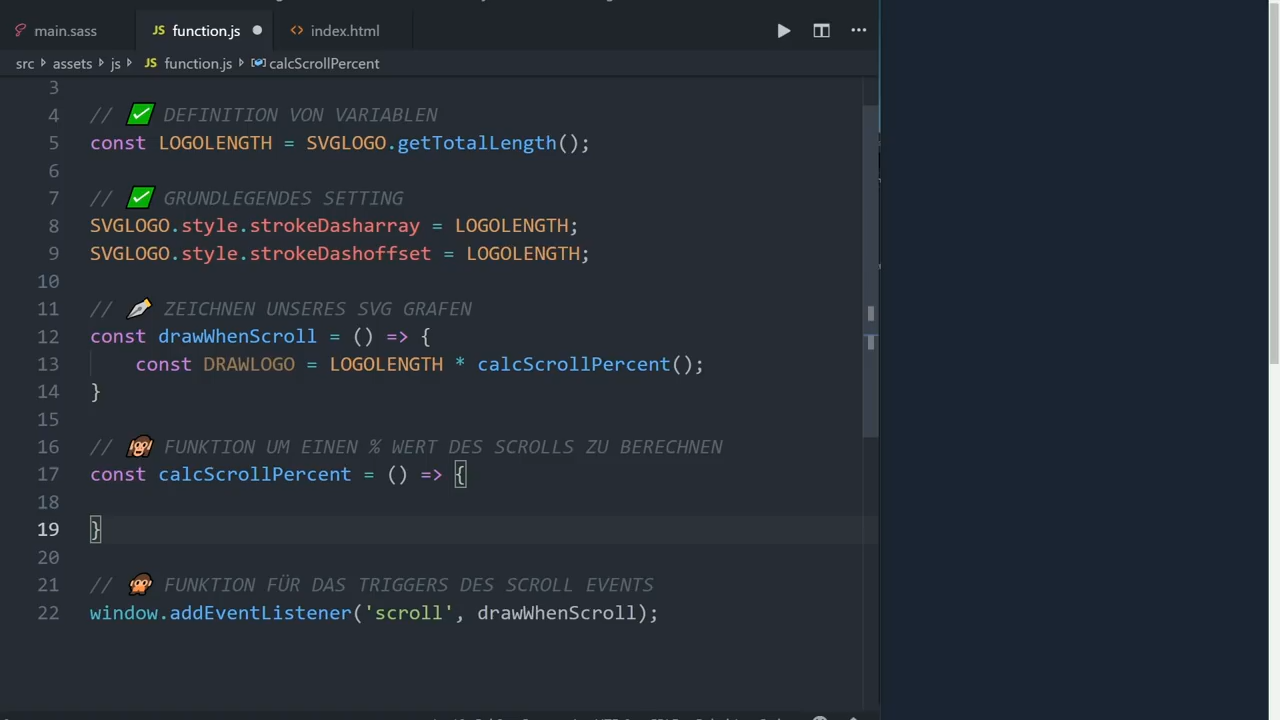 main.sass
JS function.js
<> index.html
src > assets > js > JS function.js > calcScrollPercent
3
4 // ✅ DEFINITION VON VARIABLEN
5 const LOGOLENGTH = SVGLOGO.getTotalLength();
6
7 // ✅ GRUNDLEGENDES SETTING
8 SVGLOGO.style.strokeDasharray = LOGOLENGTH;
9 SVGLOGO.style.strokeDashoffset = LOGOLENGTH;
10
11 // ZEICHNEN UNSERES SVG GRAFEN
12 const drawWhenScroll = () => {
13 const DRAWLOGO = LOGOLENGTH * calcScrollPercent();
14 }
15
16 // FUNKTION UM EINEN % WERT DES SCROLLS ZU BERECHNEN
17 const calcScrollPercent = () => {
18
19 }
20
21 // FUNKTION FÜR DAS TRIGGERS DES SCROLL EVENTS
22 window.addEventListener('scroll', drawWhenScroll);